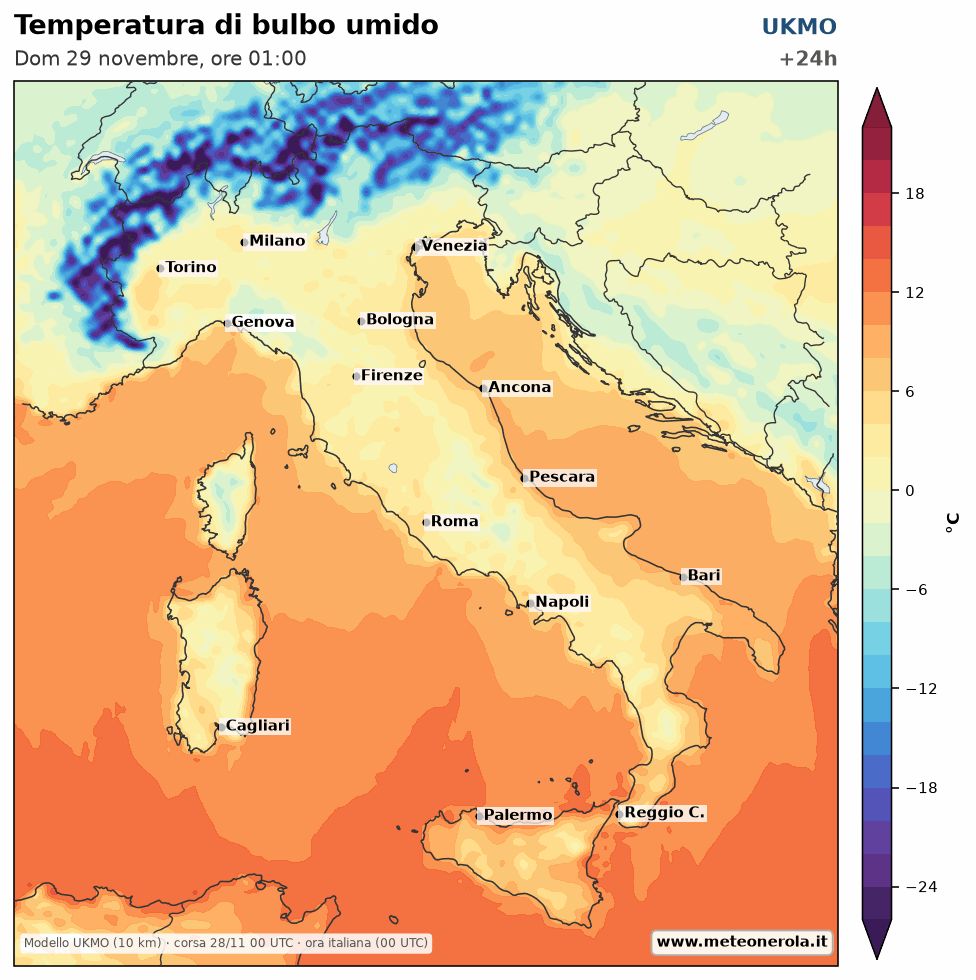 Temperatura di bulbo umido
UKMO
Dom 29 novembre, ore 01:00
+24h
Milano
Venezia
Torino
Genova
Bologna
Firenze
Ancona
Pescara
Roma
Bari
Napoli
Cagliari
Palermo
Reggio C.
18
12
6
0
−6
−12
−18
−24
°C
Modello UKMO (10 km) · corsa 28/11 00 UTC · ora italiana (00 UTC)
www.meteonerola.it